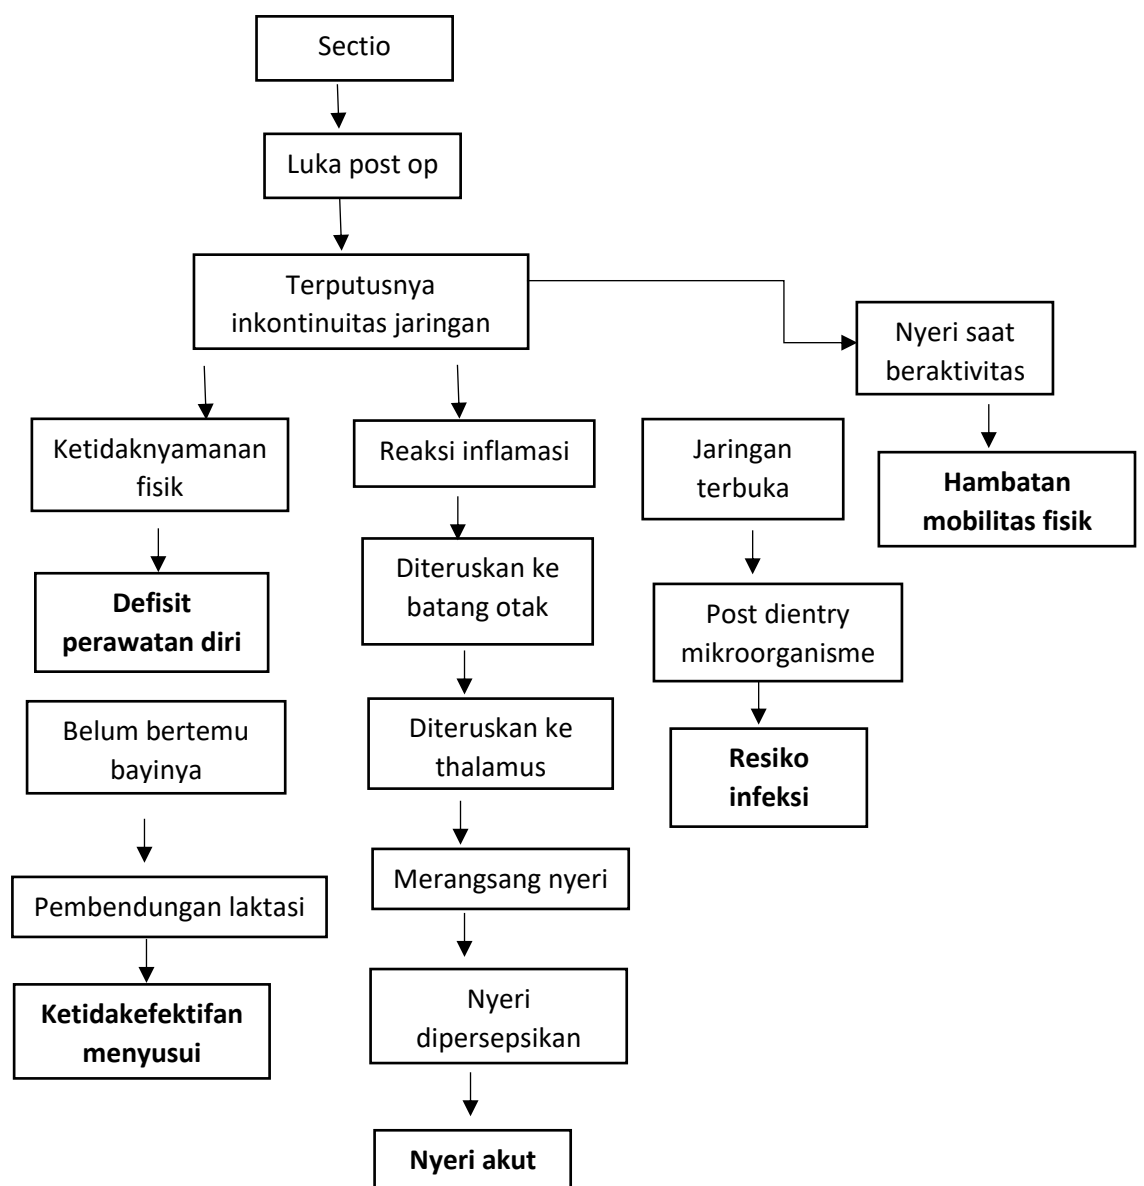 Sectio
Luka post op
Terputusnya
inkontinuitas jaringan
Nyeri saat
beraktivitas
Ketidaknyamanan
fisik
Reaksi inflamasi
Jaringan
terbuka
Hambatan
mobilitas fisik
Diteruskan ke
batang otak
Defisit
perawatan diri
Post dientry
mikroorganisme
Belum bertemu
bayinya
Diteruskan ke
thalamus
Resiko
infeksi
Merangsang nyeri
Pembendungan laktasi
Nyeri
dipersepsikan
Ketidakefektifan
menyusui
Nyeri akut